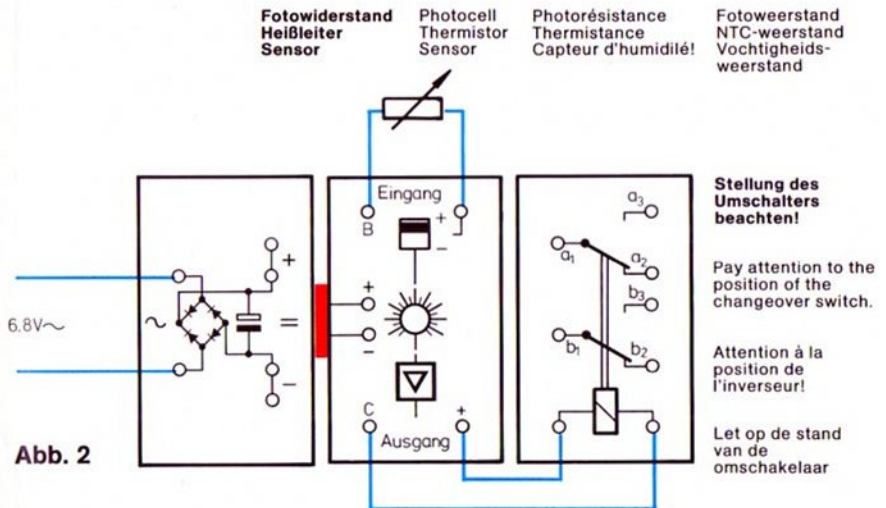 Fotowiderstand
Heißleiter
Sensor
Photocell
Thermistor
Sensor
Photorésistance
Thermistance
Capteur d'humidilé!
Fotoweerstand
NTC-weerstand
Vochtigheids-
weerstand
Eingang
B
+
-
+
-
C
+
Ausgang
6.8V~
~
=
+
-
a3
a1
a2
b3
b1
b2
Stellung des
Umschalters
beachten!
Pay attention to the
position of the
changeover switch.
Attention à la
position de
l'inverseur!
Let op de stand
van de
omschakelaar
Abb. 2